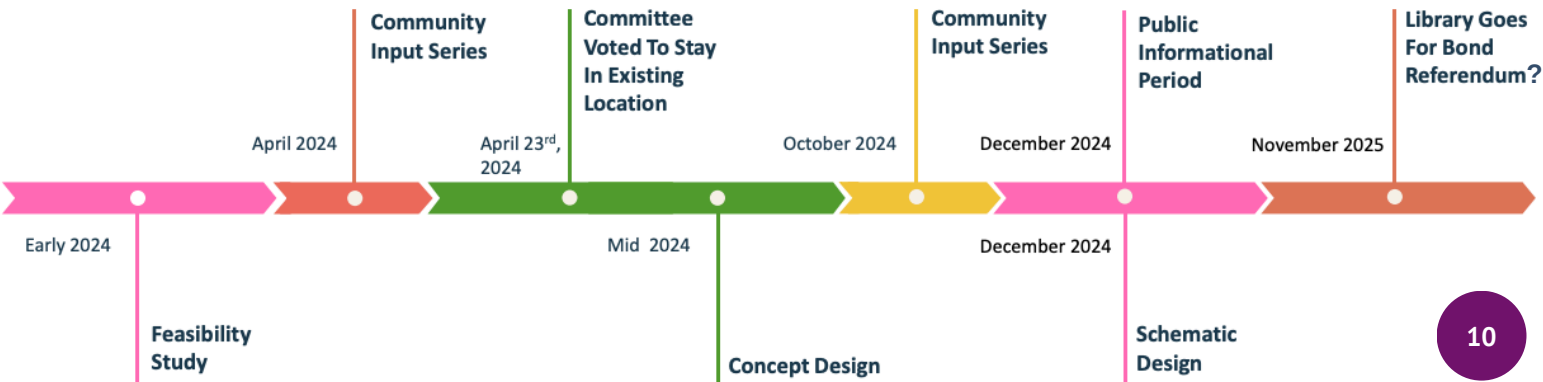 Community
Input Series
April 2024
Committee
Voted To Stay
In Existing
Location
April 23rd,
2024
Community
Input Series
October 2024
Public
Informational
Period
December 2024
Library Goes
For Bond
Referendum?
November 2025
Early 2024
Feasibility
Study
Mid 2024
Concept Design
December 2024
Schematic
Design
10